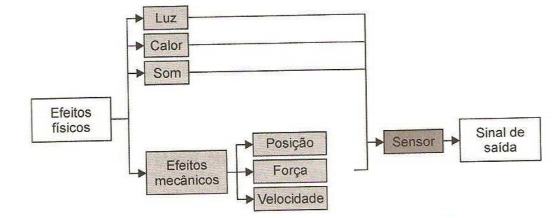 Luz
Calor
Som
Efeitos
físicos
Efeitos
mecânicos
Posição
Força
Velocidade
Sensor
Sinal de
saída